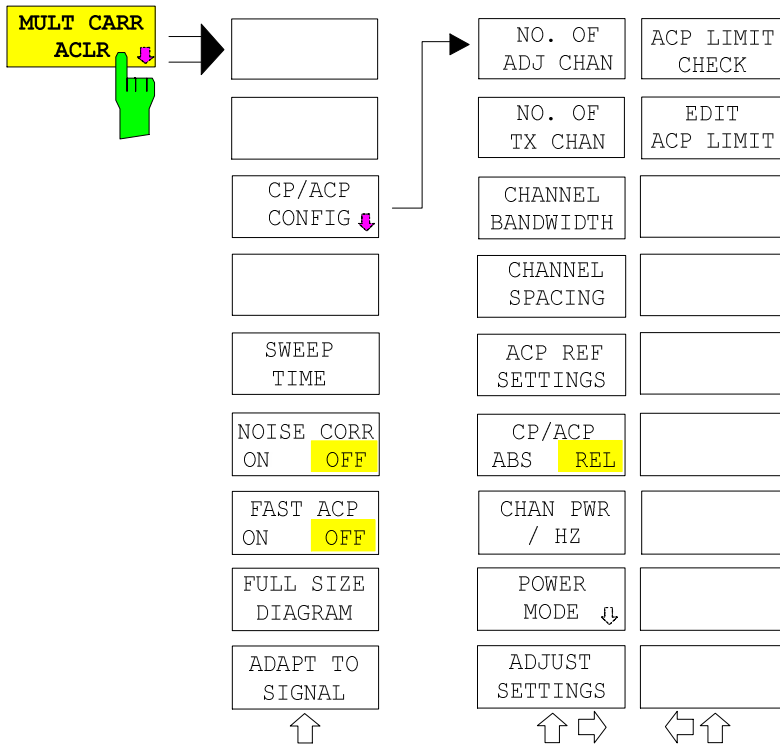 MULT CARR
ACLR
CP/ACP
CONFIG
SWEEP
TIME
NOISE CORR
ON OFF
FAST ACP
ON OFF
FULL SIZE
DIAGRAM
ADAPT TO
SIGNAL
NO. OF
ADJ CHAN
NO. OF
TX CHAN
CHANNEL
BANDWIDTH
CHANNEL
SPACING
ACP REF
SETTINGS
CP/ACP
ABS REL
CHAN PWR
/ HZ
POWER
MODE
ADJUST
SETTINGS
ACP LIMIT
CHECK
EDIT
ACP LIMIT